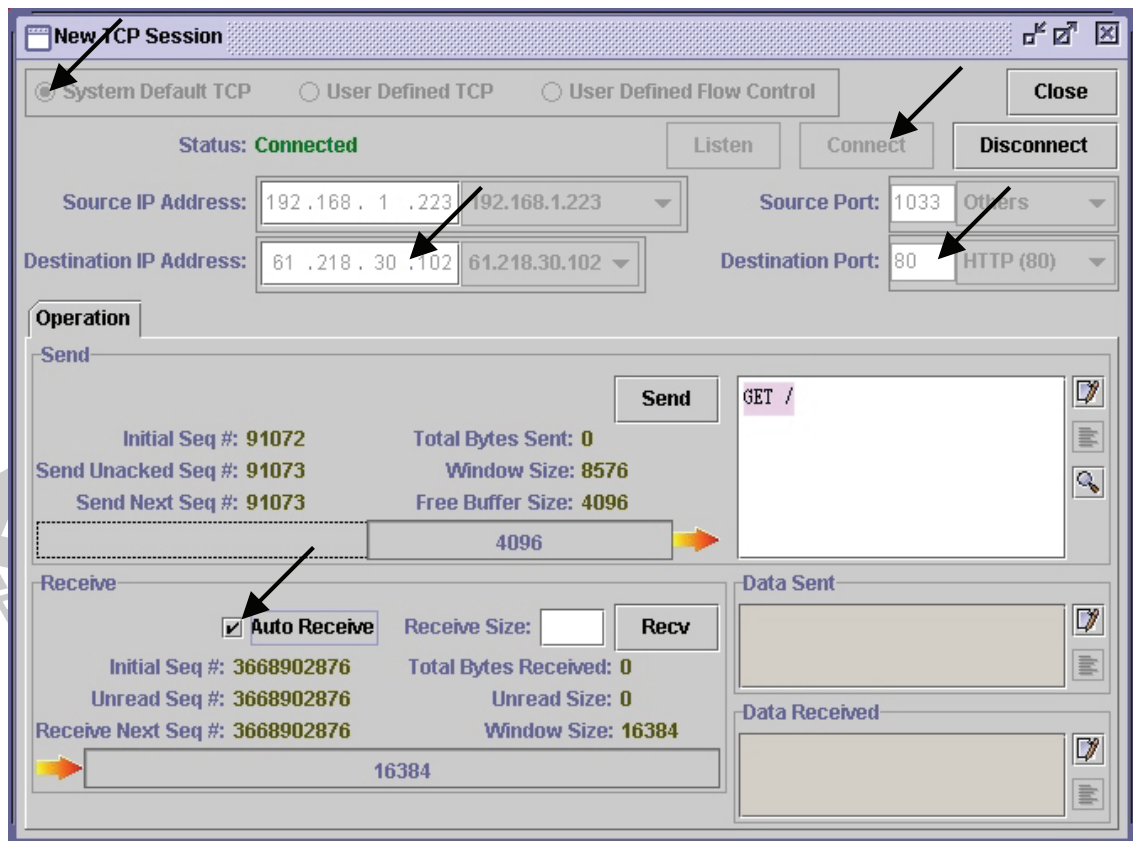 New TCP Session
System Default TCP User Defined TCP User Defined Flow Control Close
Status: Connected Listen Connect Disconnect
Source IP Address: 192 .168 . 1 .223 192.168.1.223 Source Port: 1033 Others
Destination IP Address: 61 .218 . 30 .102 61.218.30.102 Destination Port: 80 HTTP (80)
Operation
Send
Send GET /
Initial Seq #: 91072 Total Bytes Sent: 0
Send Unacked Seq #: 91073 Window Size: 8576
Send Next Seq #: 91073 Free Buffer Size: 4096
4096
Receive Data Sent
Auto Receive Receive Size: Recv
Initial Seq #: 3668902876 Total Bytes Received: 0
Unread Seq #: 3668902876 Unread Size: 0
Data Received
Receive Next Seq #: 3668902876 Window Size: 16384
16384